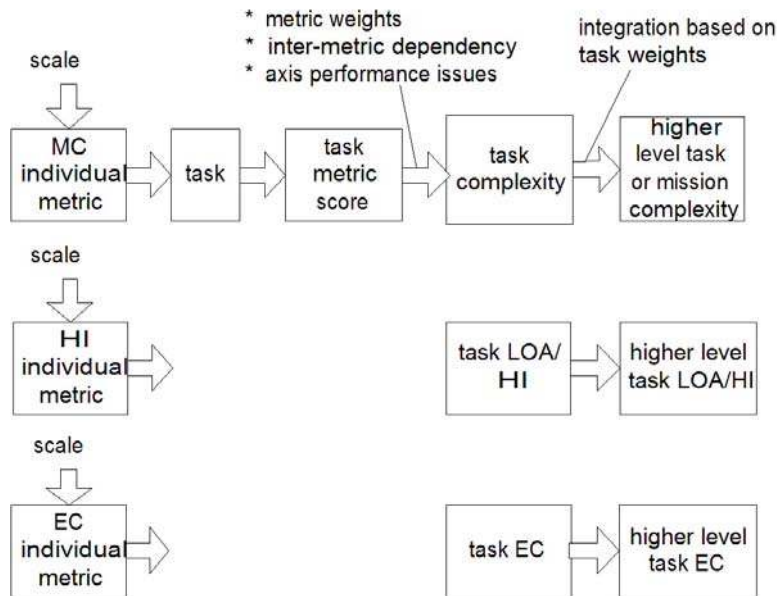 * metric weights
* inter-metric dependency
* axis performance issues
integration based on
task weights
scale
MC
individual
metric
task
task
metric
score
task
complexity
higher
level task
or mission
complexity
scale
HI
individual
metric
task LOA/
HI
higher level
task LOA/HI
scale
EC
individual
metric
task EC
higher level
task EC